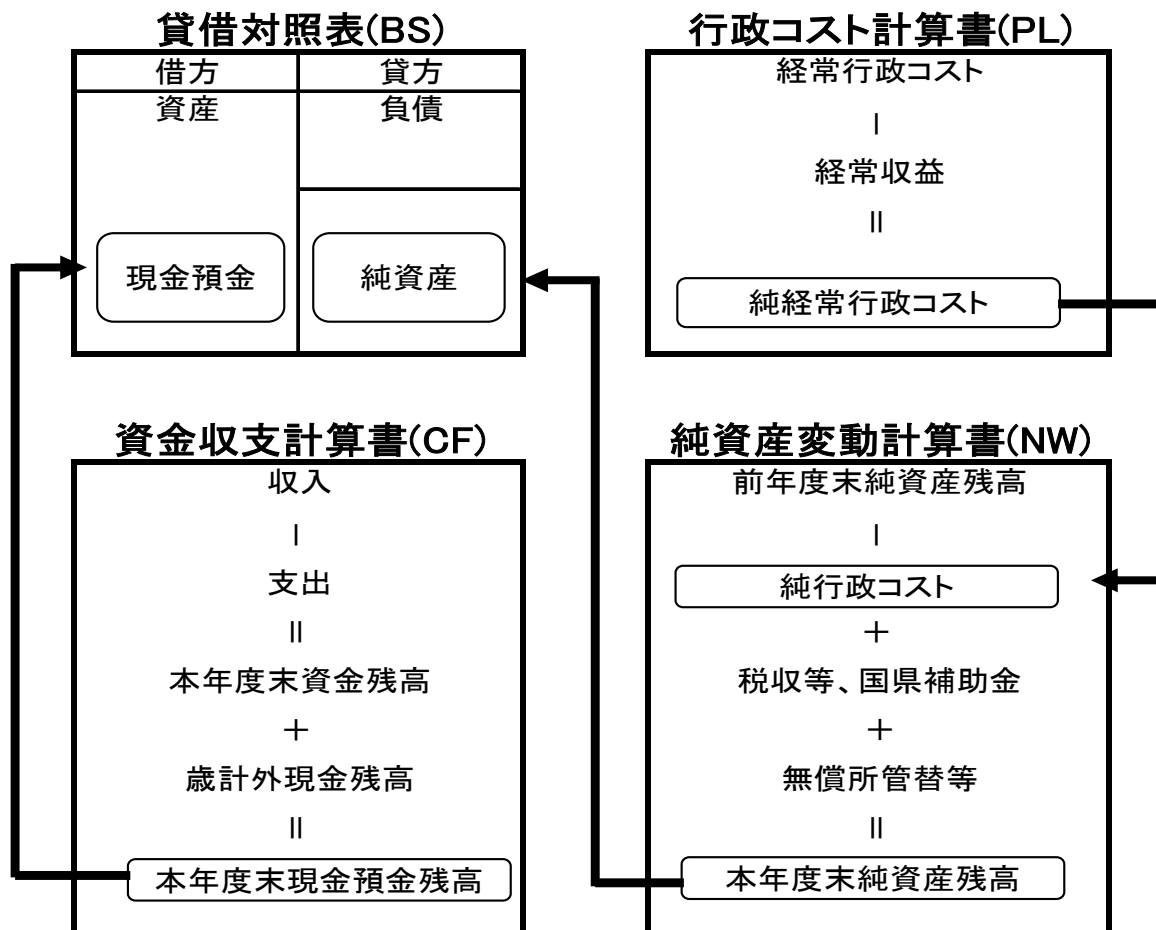 貸借対照表(BS)
借方
貸方
資産
負債
現金預金
純資産
行政コスト計算書(PL)
経常行政コスト
－
経常収益
＝
純経常行政コスト
資金収支計算書(CF)
収入
－
支出
＝
本年度末資金残高
＋
歳計外現金残高
＝
本年度末現金預金残高
純資産変動計算書(NW)
前年度末純資産残高
－
純行政コスト
＋
税収等、国県補助金
＋
無償所管替等
＝
本年度末純資産残高